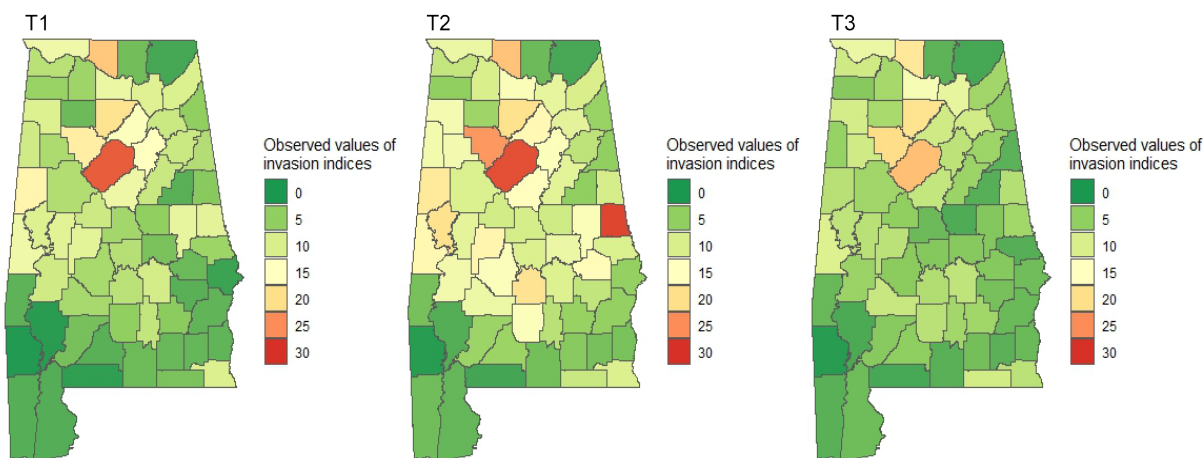 T1
Observed values of
invasion indices
0
5
10
15
20
25
30
T2
Observed values of
invasion indices
0
5
10
15
20
25
30
T3
Observed values of
invasion indices
0
5
10
15
20
25
30